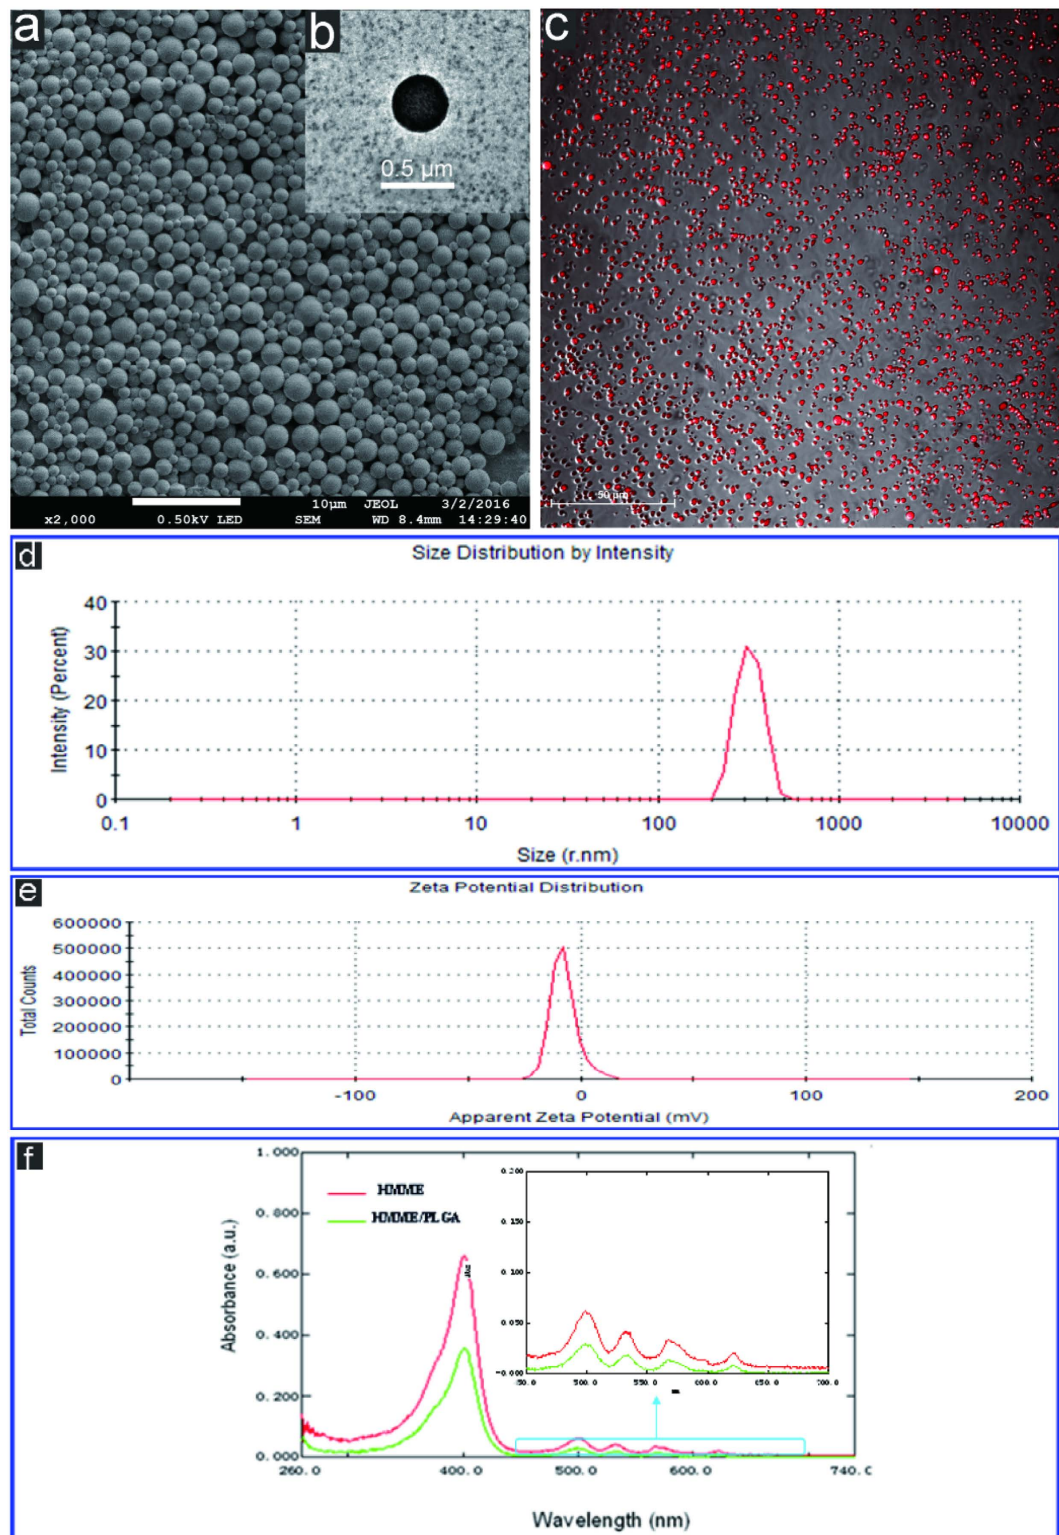 a
b
0.5 µm
10µm JEOL 3/2/2016
x2,000 0.50kV LED SEM WD 8.4mm 14:29:40
c
50 µm
d
Size Distribution by Intensity
Intensity (Percent)
40
30
20
10
0
0.1 1 10 100 1000 10000
Size (r.nm)
e
Zeta Potential Distribution
Total Counts
600000
500000
400000
300000
200000
100000
0
-100 0 100 200
Apparent Zeta Potential (mV)
f
Absorbance (a.u.)
1.000
0.800
0.600
0.400
0.200
0.000
HMME
HMME/PLGA
0.200
0.150
0.100
0.050
-0.000
500.0 550.0 600.0 650.0 700.0
260.0 400.0 500.0 600.0 740.0
Wavelength (nm)